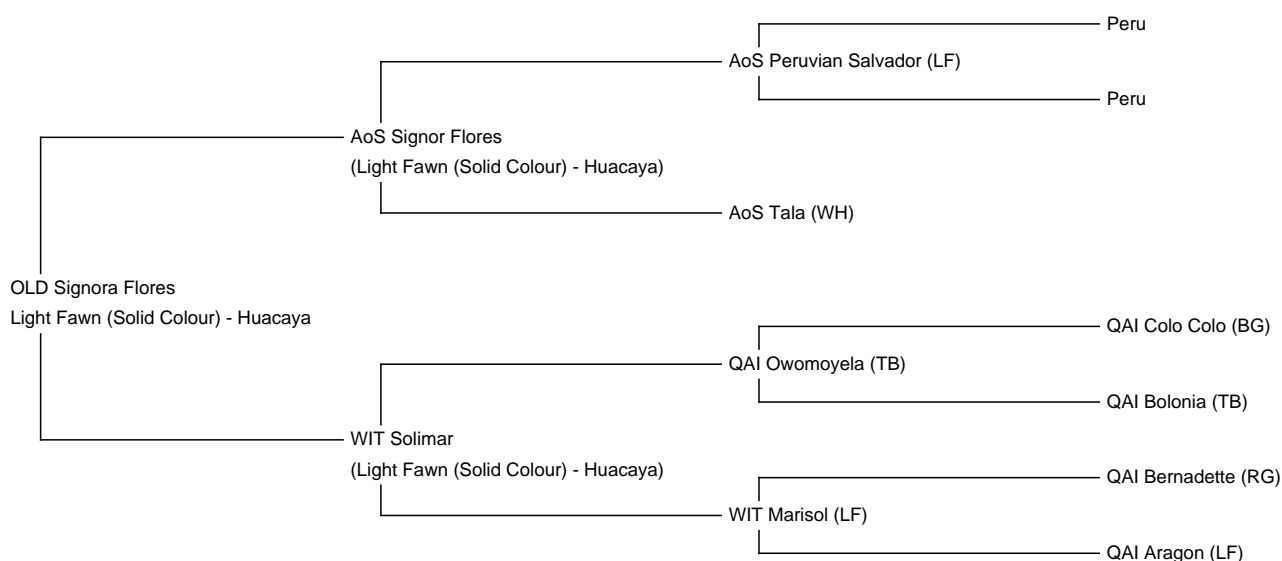 Peru
AoS Peruvian Salvador (LF)
Peru
AoS Signor Flores
(Light Fawn (Solid Colour) - Huacaya)
AoS Tala (WH)
OLD Signora Flores
Light Fawn (Solid Colour) - Huacaya
QAI Colo Colo (BG)
QAI Owomoyela (TB)
QAI Bolonia (TB)
WIT Solimar
(Light Fawn (Solid Colour) - Huacaya)
QAI Bernadette (RG)
WIT Marisol (LF)
QAI Aragon (LF)